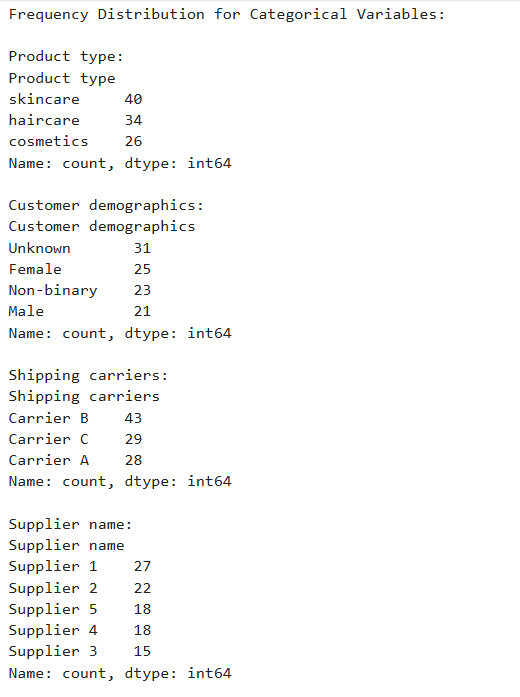 Frequency Distribution for Categorical Variables:

Product type:
Product type
skincare     40
haircare     34
cosmetics    26
Name: count, dtype: int64

Customer demographics:
Customer demographics
Unknown       31
Female        25
Non-binary    23
Male          21
Name: count, dtype: int64

Shipping carriers:
Shipping carriers
Carrier B    43
Carrier C    29
Carrier A    28
Name: count, dtype: int64

Supplier name:
Supplier name
Supplier 1    27
Supplier 2    22
Supplier 5    18
Supplier 4    18
Supplier 3    15
Name: count, dtype: int64